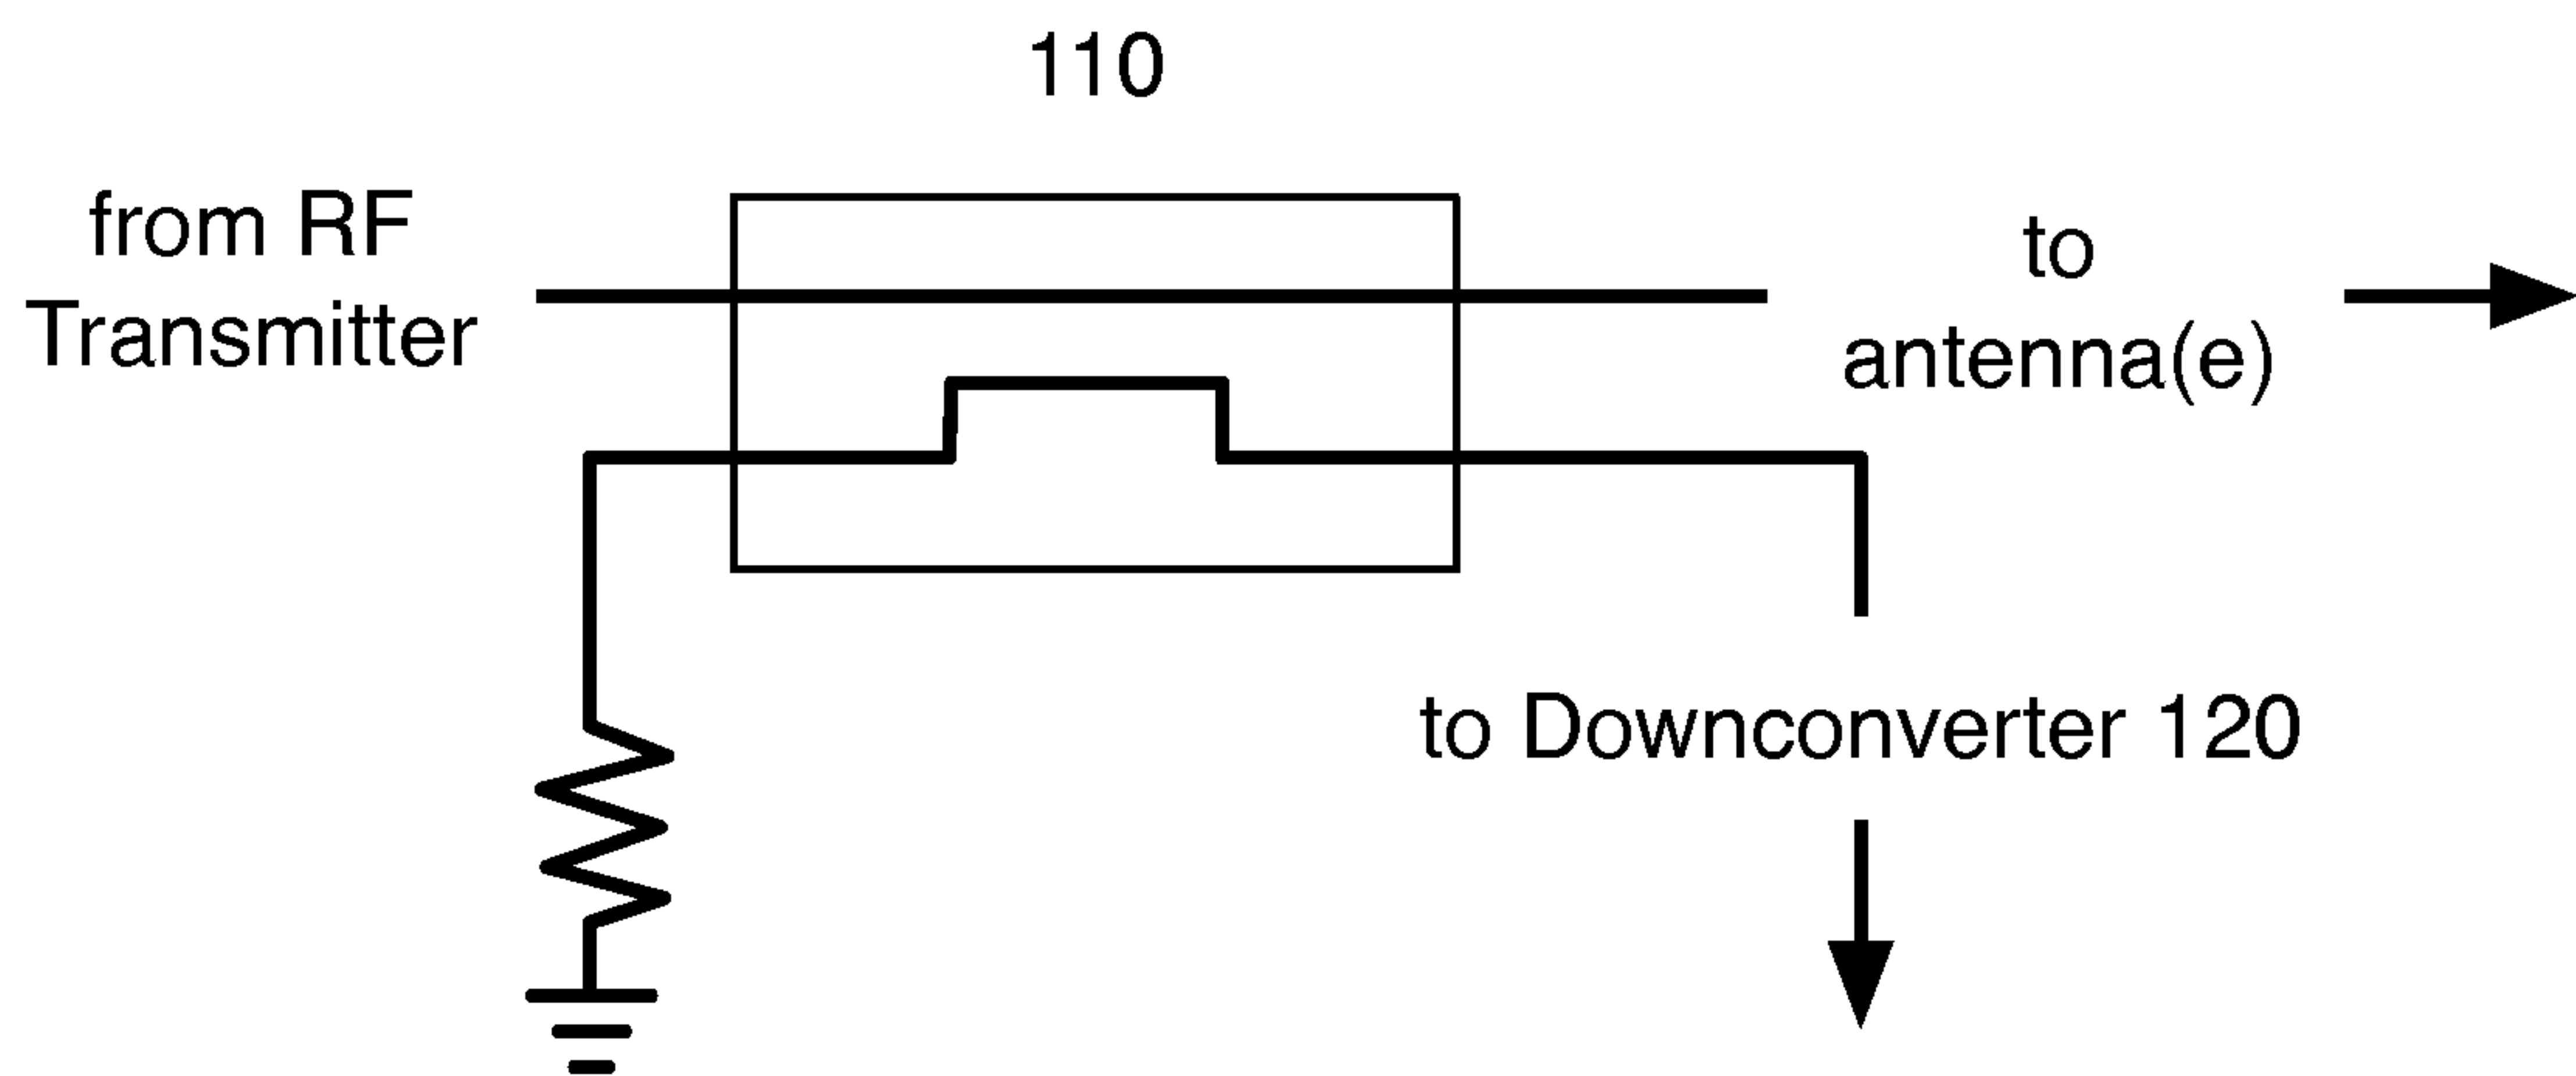 110
from RF
Transmitter
to
antenna(e)
to Downconverter 120